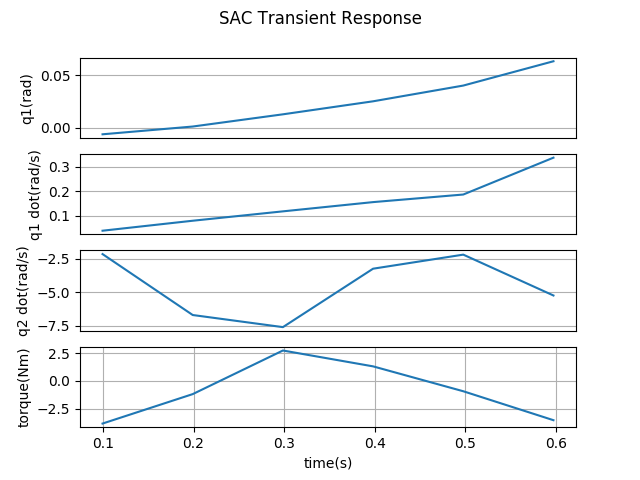 SAC Transient Response
q1(rad)
0.05
0.00
q1 dot(rad/s)
0.3
0.2
0.1
q2 dot(rad/s)
−2.5
−5.0
−7.5
torque(Nm)
2.5
0.0
−2.5
0.1 0.2 0.3 0.4 0.5 0.6
time(s)